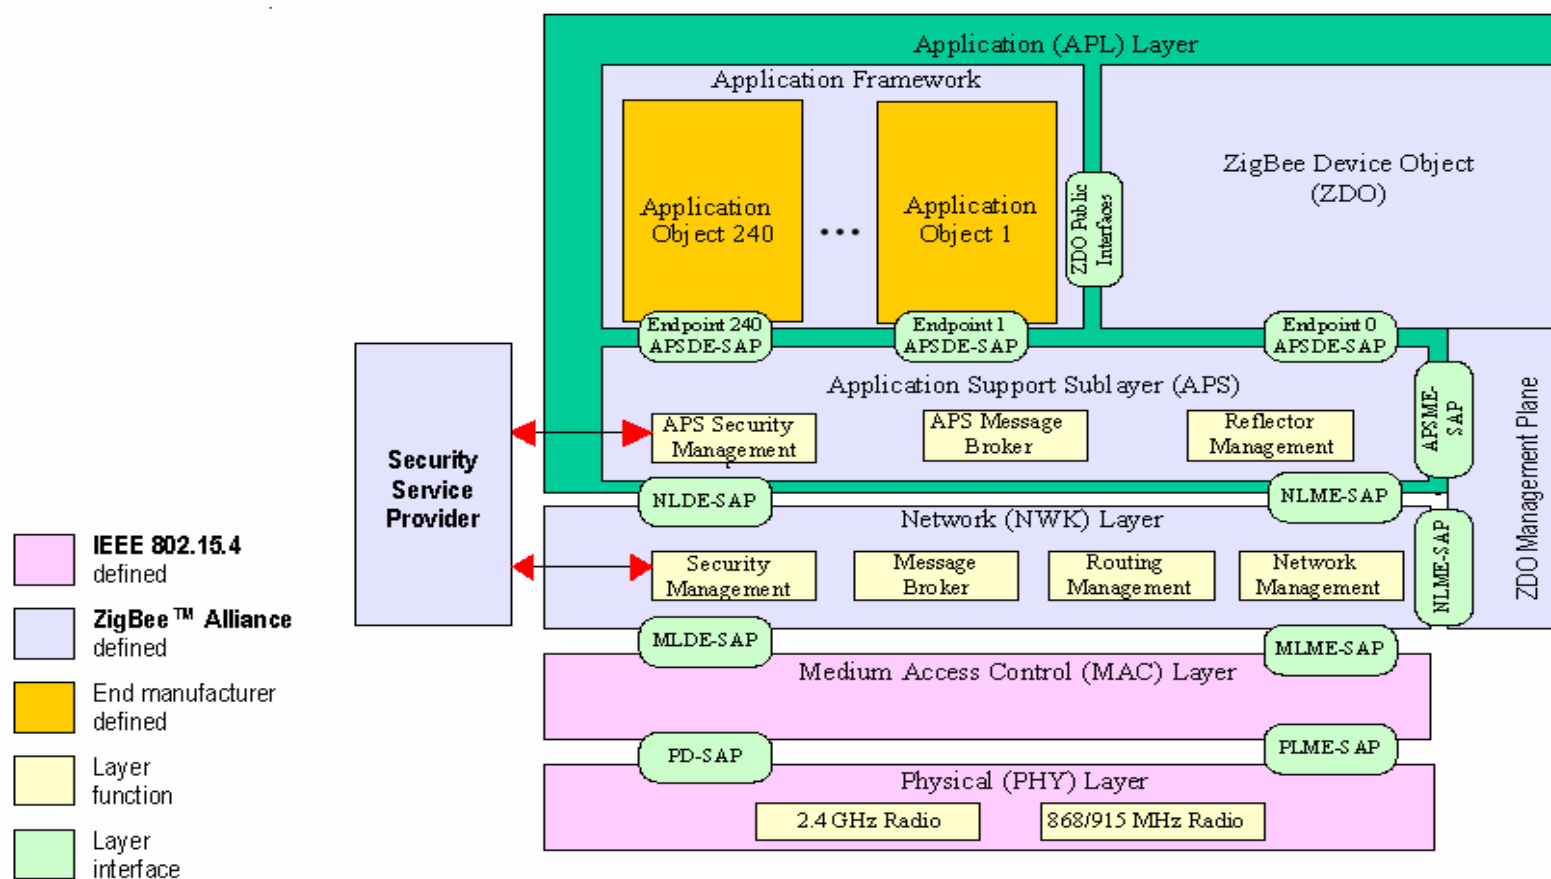 Application (APL) Layer
Application Framework
Application
Object 240
...
Application
Object 1
ZDO Public
Interfaces
ZigBee Device Object
(ZDO)
Endpoint 240
APSDE-SAP
Endpoint 1
APSDE-SAP
Endpoint 0
APSDE-SAP
Application Support Sublayer (APS)
APS Security
Management
APS Message
Broker
Reflector
Management
APSME-
SAP
Security
Service
Provider
NLDE-SAP
NLME-SAP
Network (NWK) Layer
Security
Management
Message
Broker
Routing
Management
Network
Management
NLME-SAP
ZDO Management Plane
MLDE-SAP
MLME-SAP
Medium Access Control (MAC) Layer
PD-SAP
PLME-SAP
Physical (PHY) Layer
2.4 GHz Radio
868/915 MHz Radio
IEEE 802.15.4
defined
ZigBee™ Alliance
defined
End manufacturer
defined
Layer
function
Layer
interface